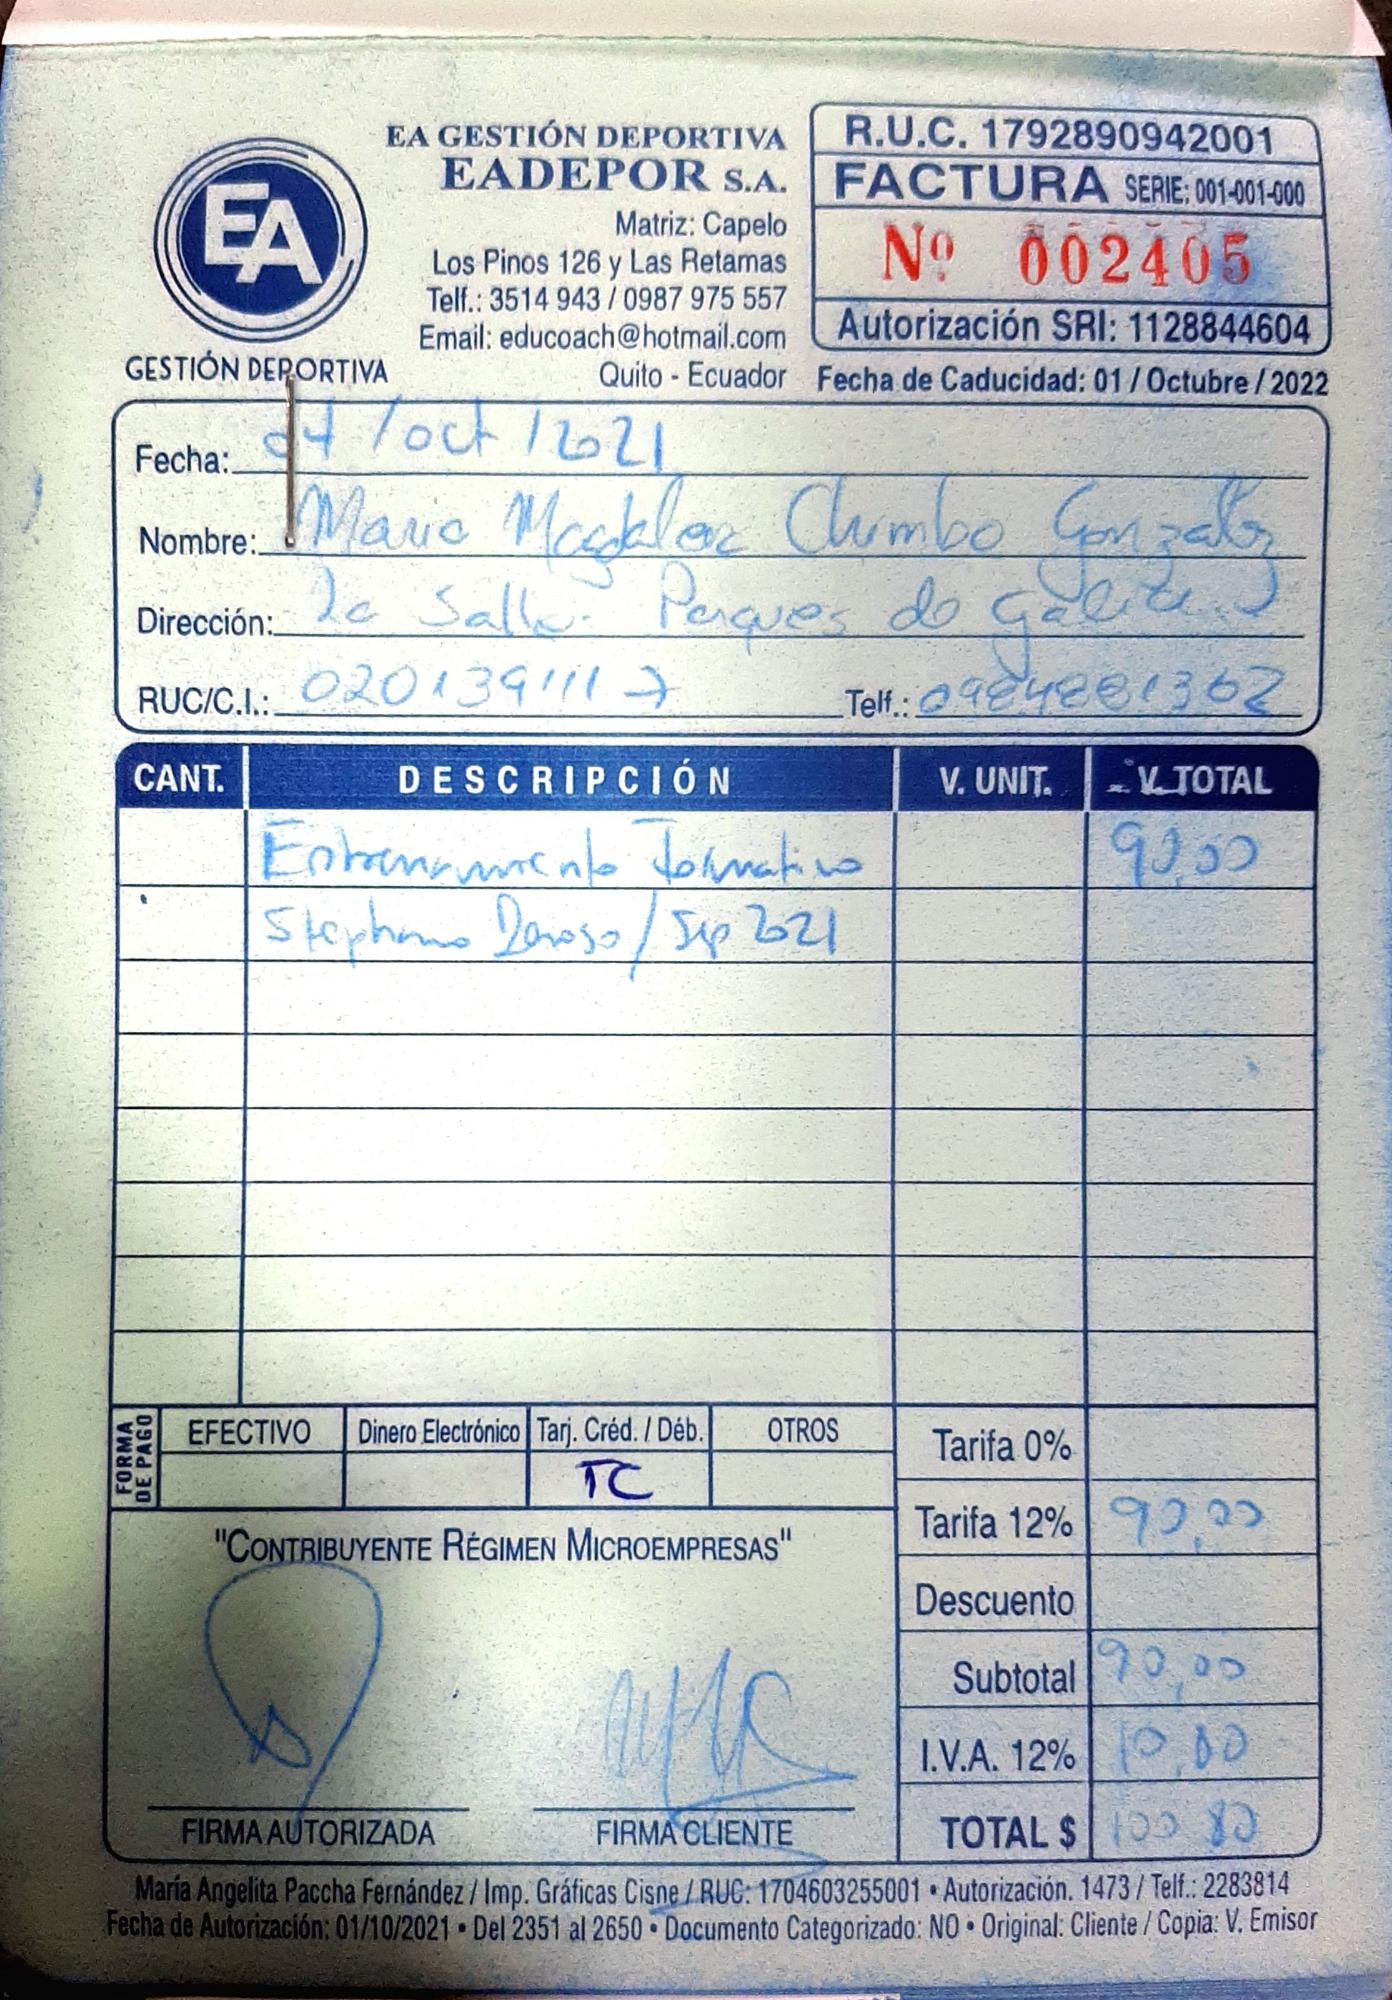 EA GESTIÓN DEPORTIVA
EADEPOR S.A.
Matriz: Capelo
Los Pinos 126 y Las Retamas
Telf.: 3514 943 / 0987 975 557
Email: educoach@hotmail.com
Quito - Ecuador
EA
GESTIÓN DEPORTIVA
R.U.C. 1792890942001
FACTURA SERIE: 001-001-000
Nº 002405
Autorización SRI: 1128844604
Fecha de Caducidad: 01 / Octubre / 2022
Fecha: 04 / oct / 2021
Nombre: Maria Magdalena Chimbo Gonzalez
Dirección: La Salle. Parques de
RUC/C.I.: 0201391117 Telf.:
CANT. DESCRIPCIÓN V. UNIT. V. TOTAL
Entrenamiento formativo 90,00
Stephano / Sep 2021
FORMA DE PAGO
EFECTIVO Dinero Electrónico Tarj. Créd. / Déb. OTROS
TC
Tarifa 0%
Tarifa 12% 90,00
Descuento
Subtotal 90,00
I.V.A. 12% 10,80
TOTAL $ 100 80
"CONTRIBUYENTE RÉGIMEN MICROEMPRESAS"
FIRMA AUTORIZADA FIRMA CLIENTE
María Angelita Paccha Fernández / Imp. Gráficas Cisne / RUC: 1704603255001 • Autorización. 1473 / Telf.: 2283814
Fecha de Autorización: 01/10/2021 • Del 2351 al 2650 • Documento Categorizado: NO • Original: Cliente / Copia: V. Emisor